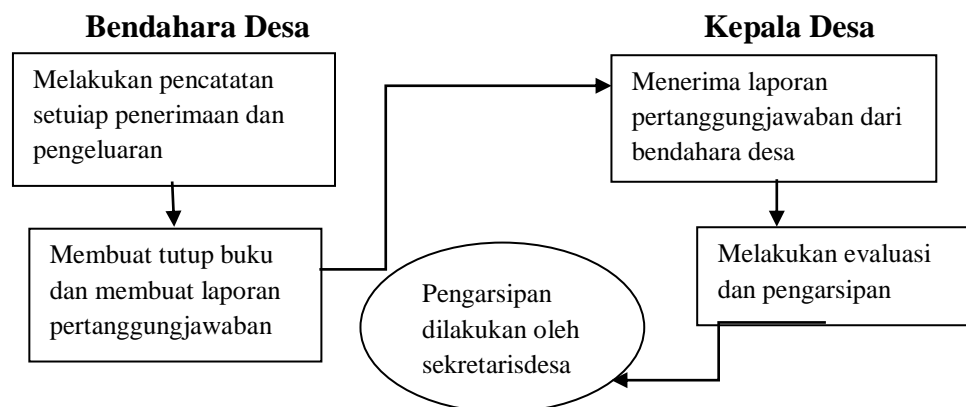 Bendahara Desa
Melakukan pencatatan
setuiap penerimaan dan
pengeluaran
Membuat tutup buku
dan membuat laporan
pertanggungjawaban
Kepala Desa
Menerima laporan
pertanggungjawaban dari
bendahara desa
Melakukan evaluasi
dan pengarsipan
Pengarsipan
dilakukan oleh
sekretarisdesa